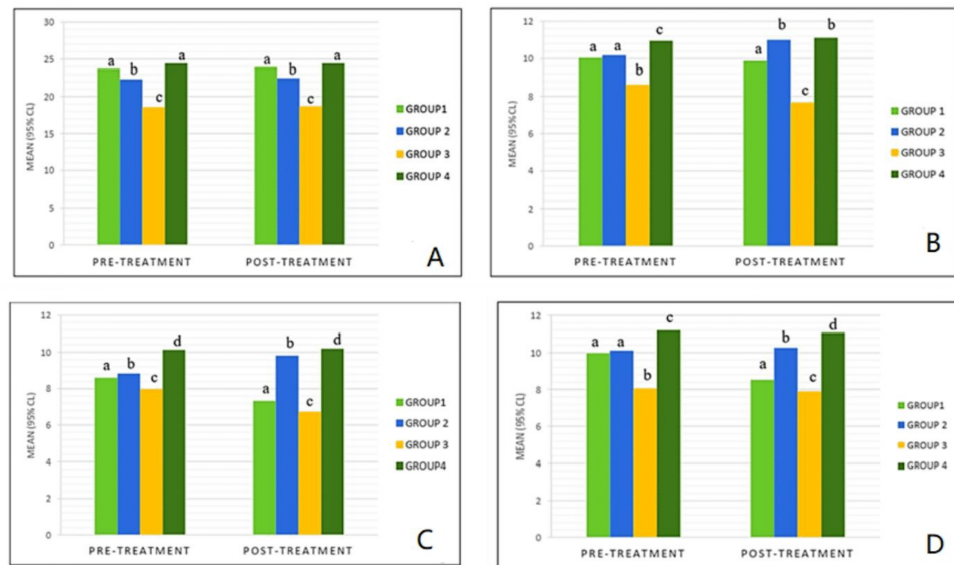 MEAN (95% CL)
30
25
20
15
10
5
0
a b c a
a b c a
PRE-TREATMENT POST-TREATMENT
GROUP1
GROUP 2
GROUP 3
GROUP 4
A
MEAN (95% CL)
12
10
8
6
4
2
0
a a b c
a b c b
PRE-TREATMENT POST-TREATMENT
GROUP 1
GROUP 2
GROUP 3
GROUP 4
B
MEAN (95% CL)
12
10
8
6
4
2
0
a b c d
a b c d
PRE-TREATMENT POST-TREATMENT
GROUP1
GROUP 2
GROUP 3
GROUP4
C
MEAN (95% CL)
12
10
8
6
4
2
0
a a b c
a b c d
PRE-TREATMENT POST-TREATMENT
GROUP1
GROUP 2
GROUP 3
GROUP 4
D